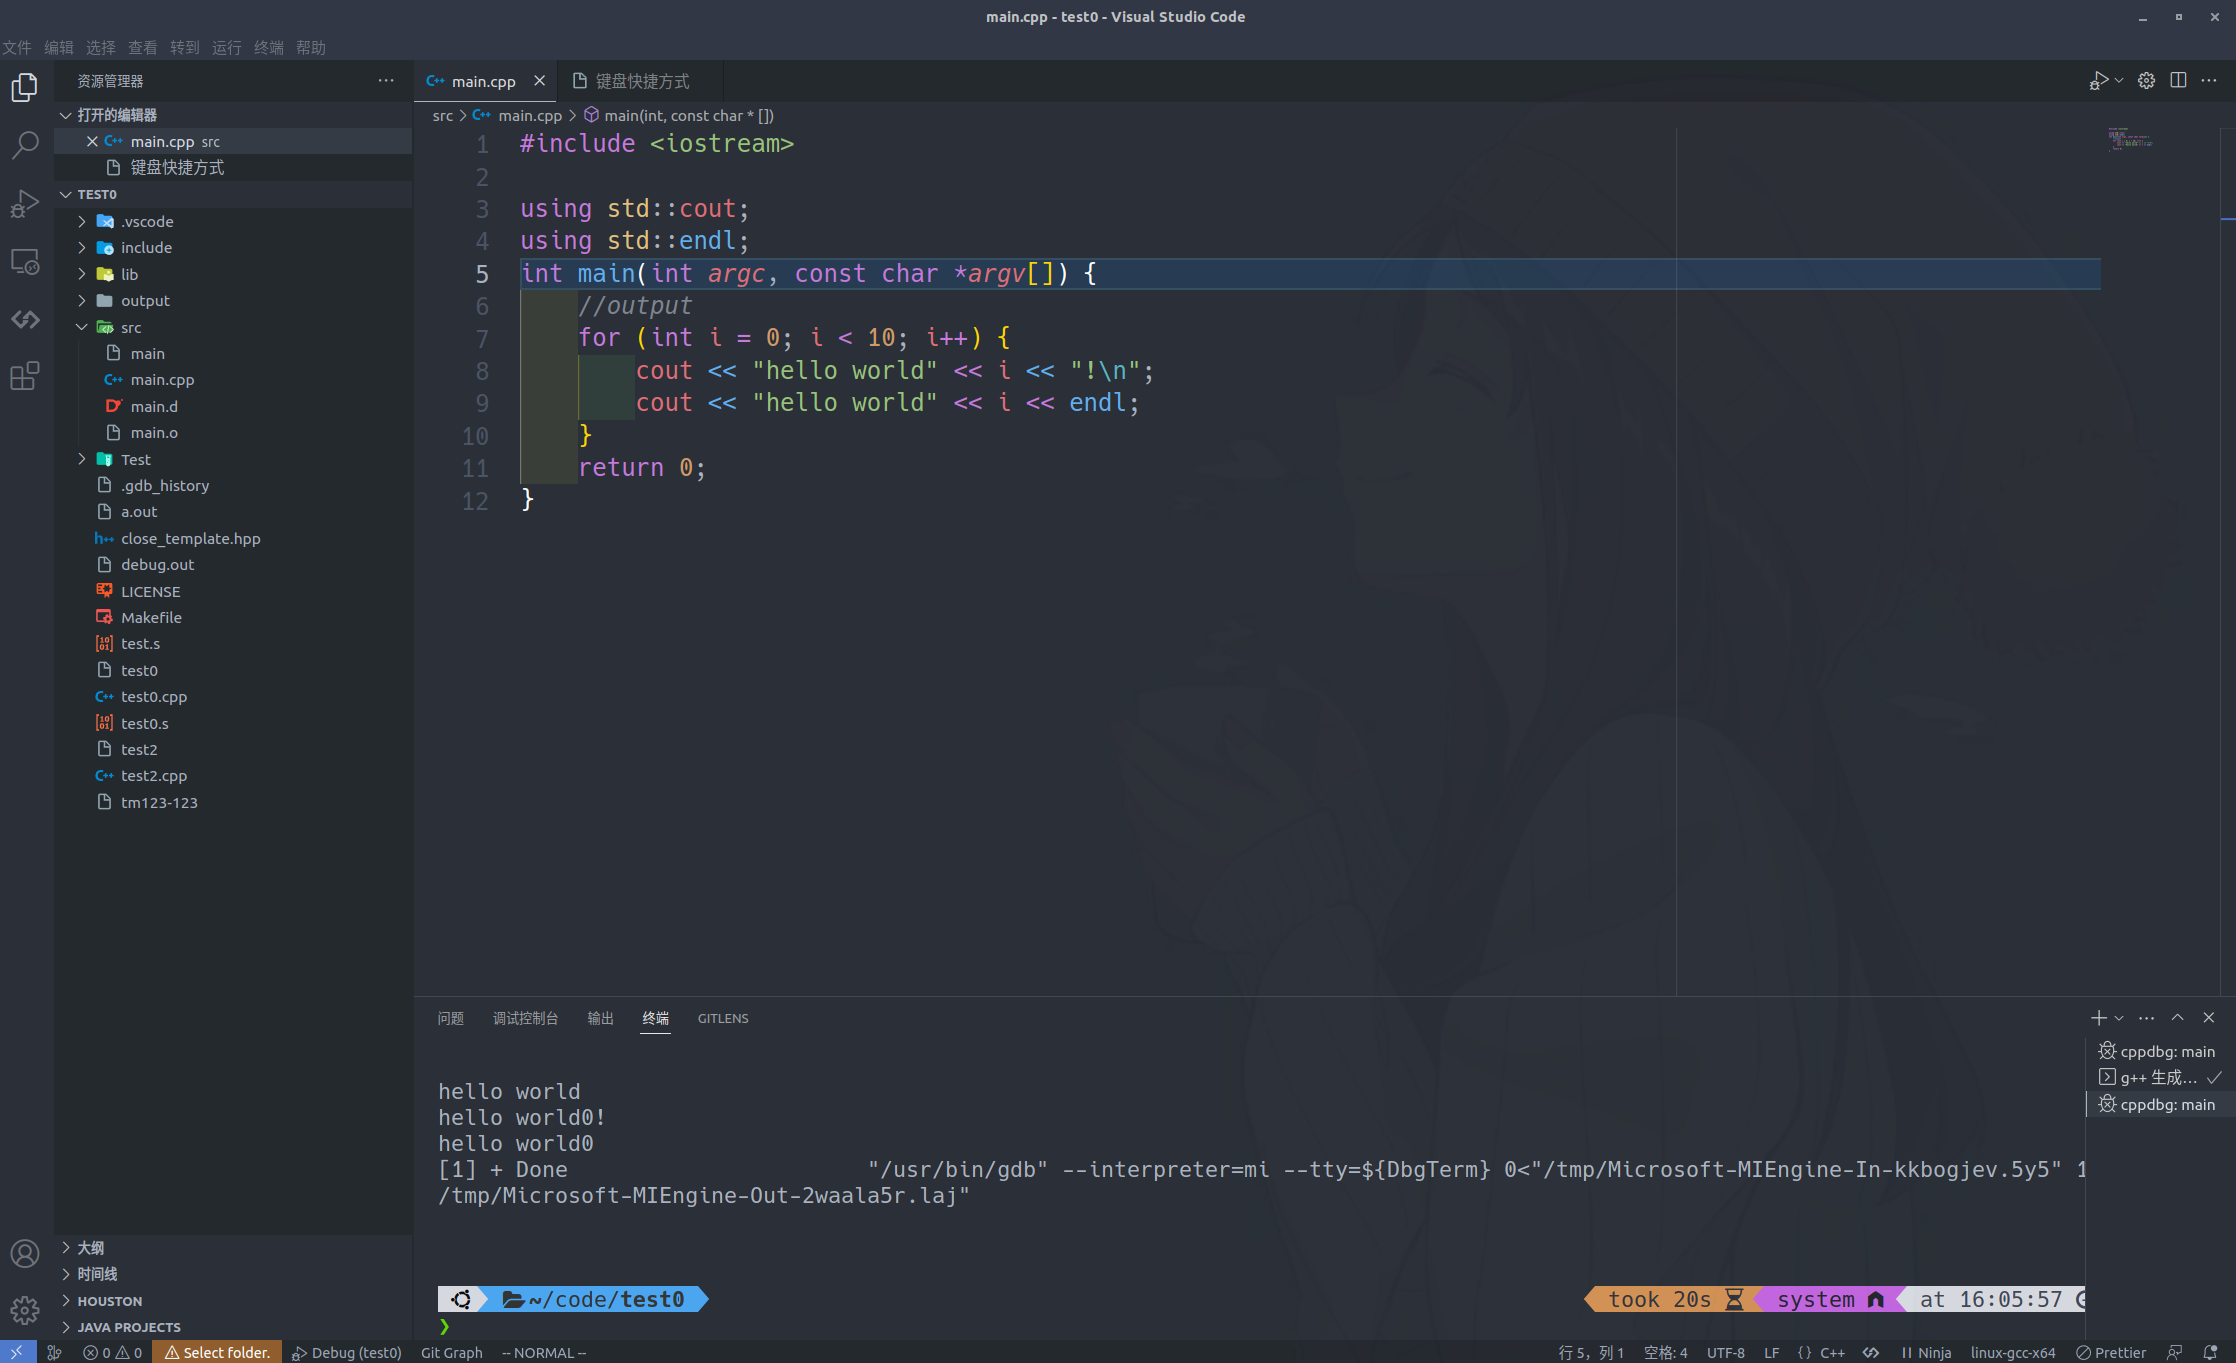 main.cpp - test0 - Visual Studio Code
文件 编辑 选择 查看 转到 运行 终端 帮助
资源管理器
打开的编辑器
main.cpp src
键盘快捷方式
TEST0
.vscode
include
lib
output
src
main
main.cpp
main.d
main.o
Test
.gdb_history
a.out
close_template.hpp
debug.out
LICENSE
Makefile
test.s
test0
test0.cpp
test0.s
test2
test2.cpp
tm123-123
大纲
时间线
HOUSTON
JAVA PROJECTS
main.cpp 键盘快捷方式
src > main.cpp > main(int, const char * [])
1 #include <iostream>
2
3 using std::cout;
4 using std::endl;
5 int main(int argc, const char *argv[]) {
6 //output
7 for (int i = 0; i < 10; i++) {
8 cout << "hello world" << i << "!\n";
9 cout << "hello world" << i << endl;
10 }
11 return 0;
12 }
问题 调试控制台 输出 终端 GITLENS
hello world
hello world0!
hello world0
[1] + Done "/usr/bin/gdb" --interpreter=mi --tty=${DbgTerm} 0<"/tmp/Microsoft-MIEngine-In-kkbogjev.5y5" 1
/tmp/Microsoft-MIEngine-Out-2waala5r.laj"
~/code/test0 took 20s system at 16:05:57
❯
cppdbg: main
g++ 生成...
cppdbg: main
0 0 Select folder. Debug (test0) Git Graph -- NORMAL -- 行 5，列 1 空格: 4 UTF-8 LF {} C++ Ninja linux-gcc-x64 Prettier